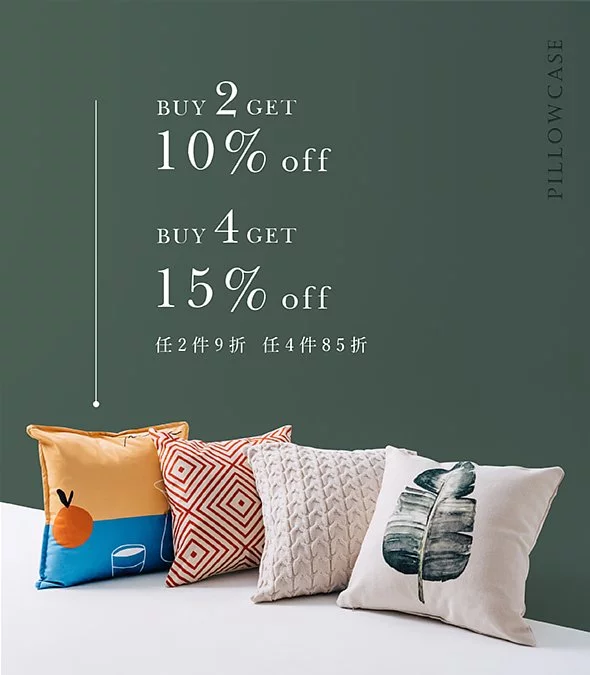 PILLOWCASE
BUY 2 GET
10% off
BUY 4 GET
15% off
任2件9折 任4件85折